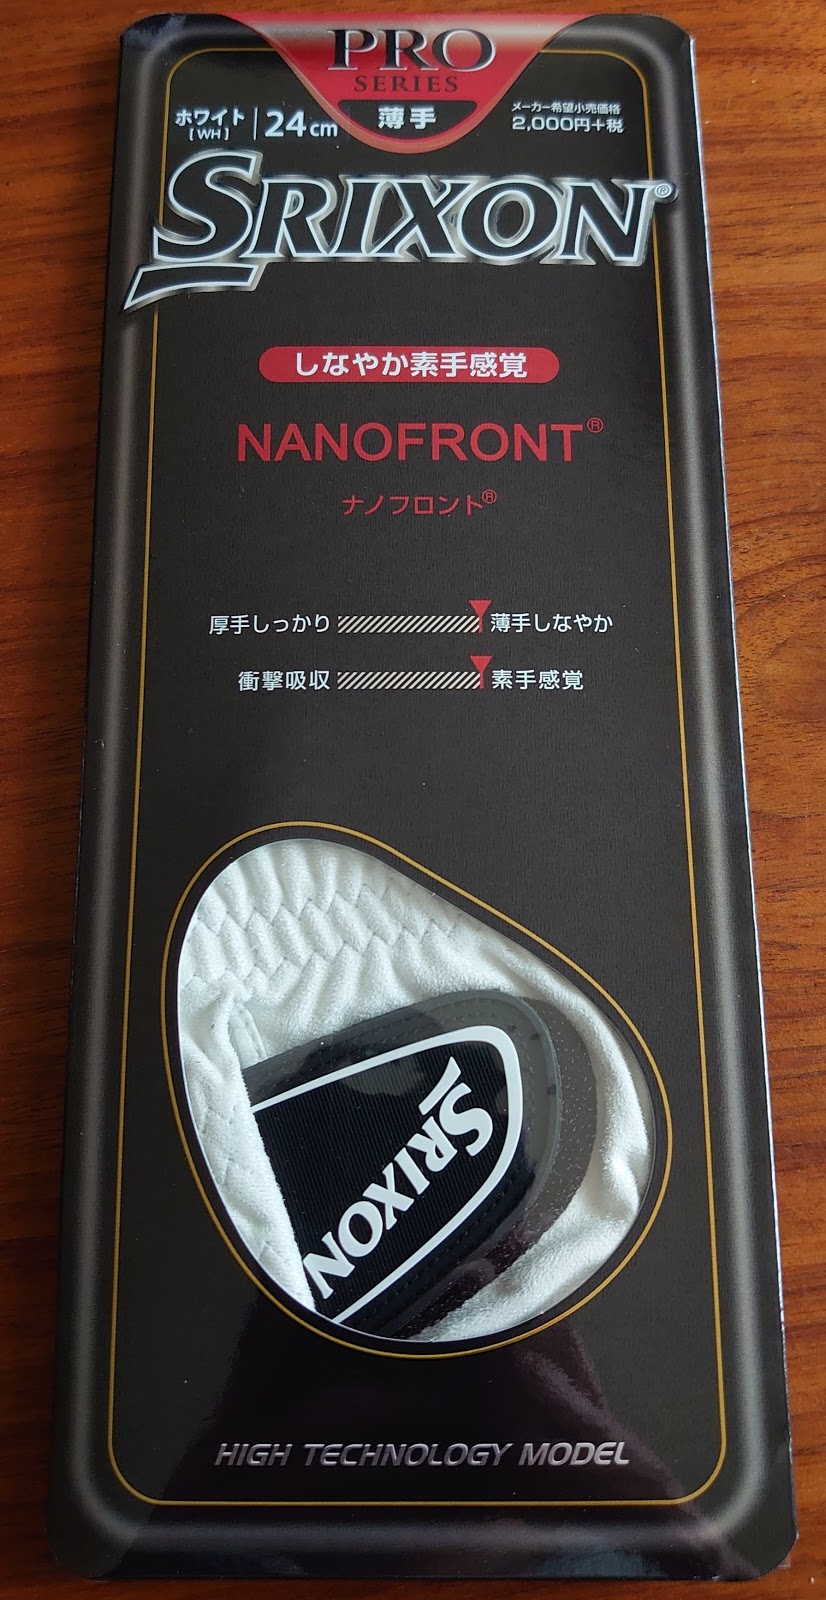 PRO
SERIES
薄手
ホワイト
[WH]
24cm
メーカー希望小売価格
2,000円+税
SRIXON®
しなやか素手感覚
NANOFRONT®
ナノフロント®
厚手しっかり 薄手しなやか
衝撃吸収 素手感覚
SRIXON
HIGH TECHNOLOGY MODEL